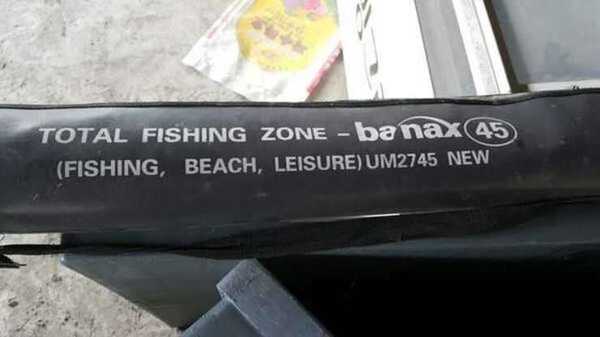 TOTAL FISHING ZONE - banax 45
(FISHING, BEACH, LEISURE) UM2745 NEW